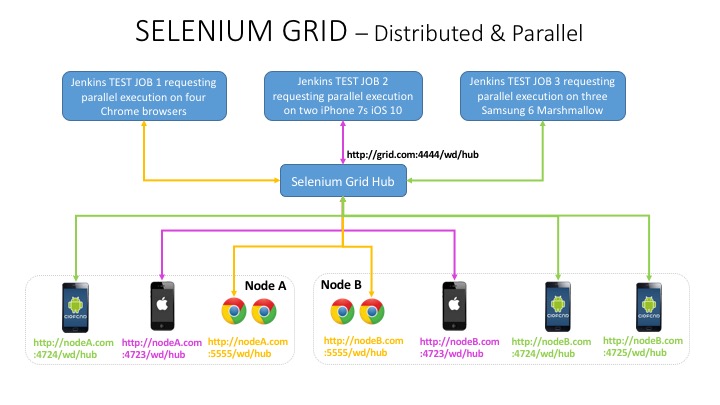 SELENIUM GRID – Distributed & Parallel
Jenkins TEST JOB 1 requesting
parallel execution on four
Chrome browsers
Jenkins TEST JOB 2
requesting parallel execution
on two iPhone 7s iOS 10
Jenkins TEST JOB 3 requesting
parallel execution on three
Samsung 6 Marshmallow
http://grid.com:4444/wd/hub
Selenium Grid Hub
Node A
http://nodeA.com
:4724/wd/hub
http://nodeA.com
:4723/wd/hub
http://nodeA.com
:5555/wd/hub
Node B
http://nodeB.com
:5555/wd/hub
http://nodeB.com
:4723/wd/hub
http://nodeB.com
:4724/wd/hub
http://nodeB.com
:4725/wd/hub